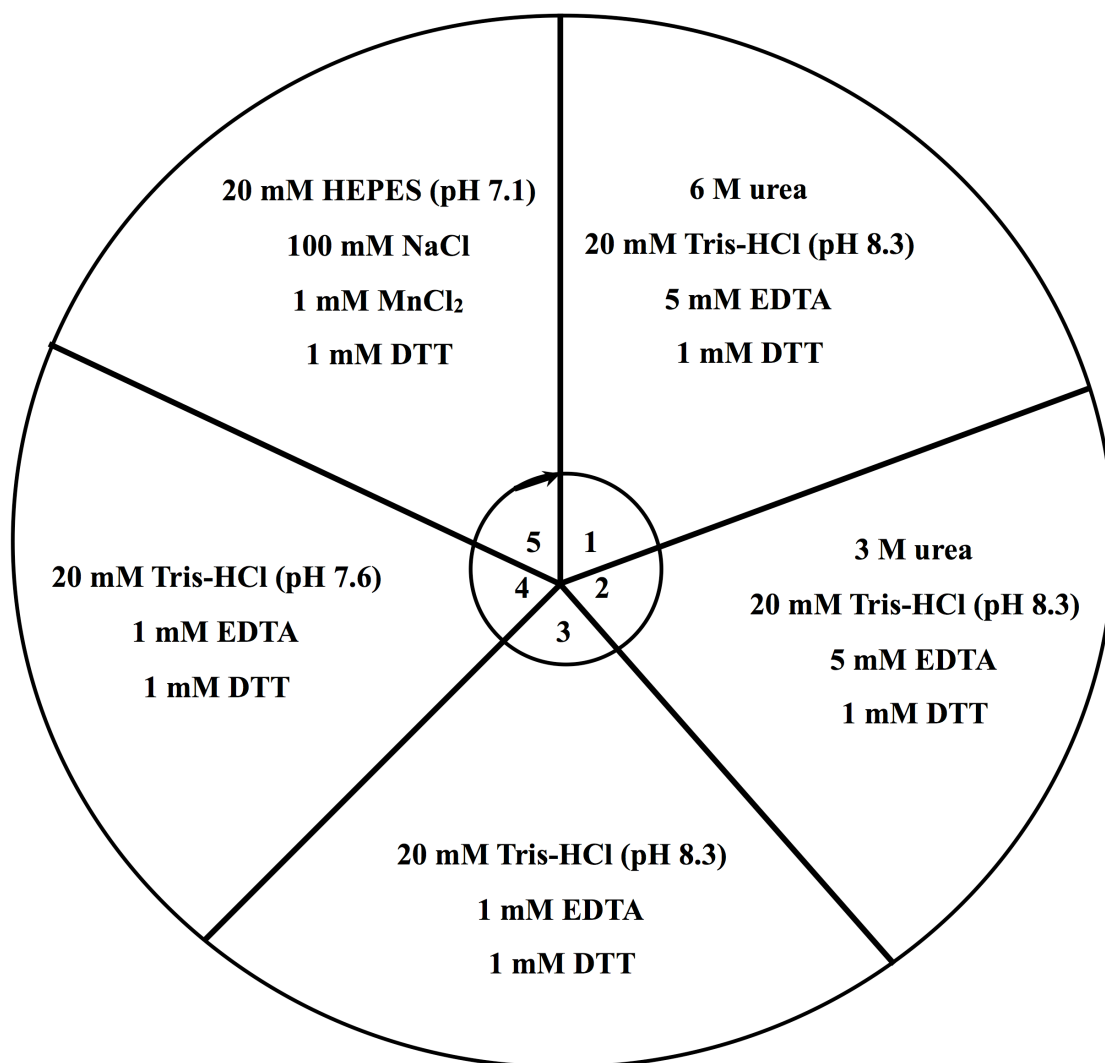 6 M urea
20 mM Tris-HCl (pH 8.3)
5 mM EDTA
1 mM DTT
3 M urea
20 mM Tris-HCl (pH 8.3)
5 mM EDTA
1 mM DTT
20 mM Tris-HCl (pH 8.3)
1 mM EDTA
1 mM DTT
20 mM Tris-HCl (pH 7.6)
1 mM EDTA
1 mM DTT
20 mM HEPES (pH 7.1)
100 mM NaCl
1 mM MnCl₂
1 mM DTT
1
2
3
4
5